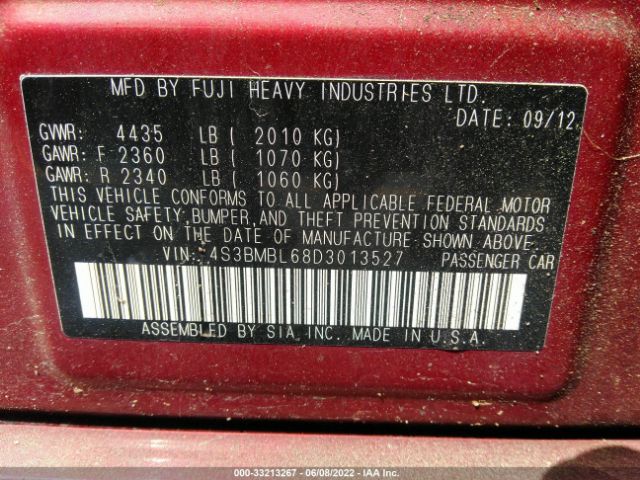 MFD BY FUJI HEAVY INDUSTRIES LTD.
DATE: 09/12
GVWR: 4435 LB ( 2010 KG)
GAWR: F 2360 LB ( 1070 KG)
GAWR: R 2340 LB ( 1060 KG)
THIS VEHICLE CONFORMS TO ALL APPLICABLE FEDERAL MOTOR
VEHICLE SAFETY, BUMPER, AND THEFT PREVENTION STANDARDS
IN EFFECT ON THE DATE OF MANUFACTURE SHOWN ABOVE.
VIN: 4S3BMBL68D3013527 PASSENGER CAR
ASSEMBLED BY SIA INC. MADE IN U.S.A.
000-33213267 - 06/08/2022 - IAA Inc.